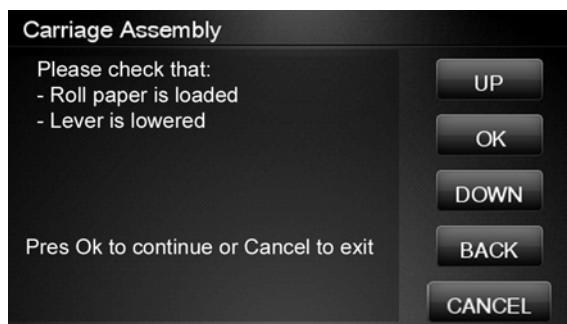 Carriage Assembly
Please check that:
- Roll paper is loaded
- Lever is lowered
Pres Ok to continue or Cancel to exit
UP
OK
DOWN
BACK
CANCEL